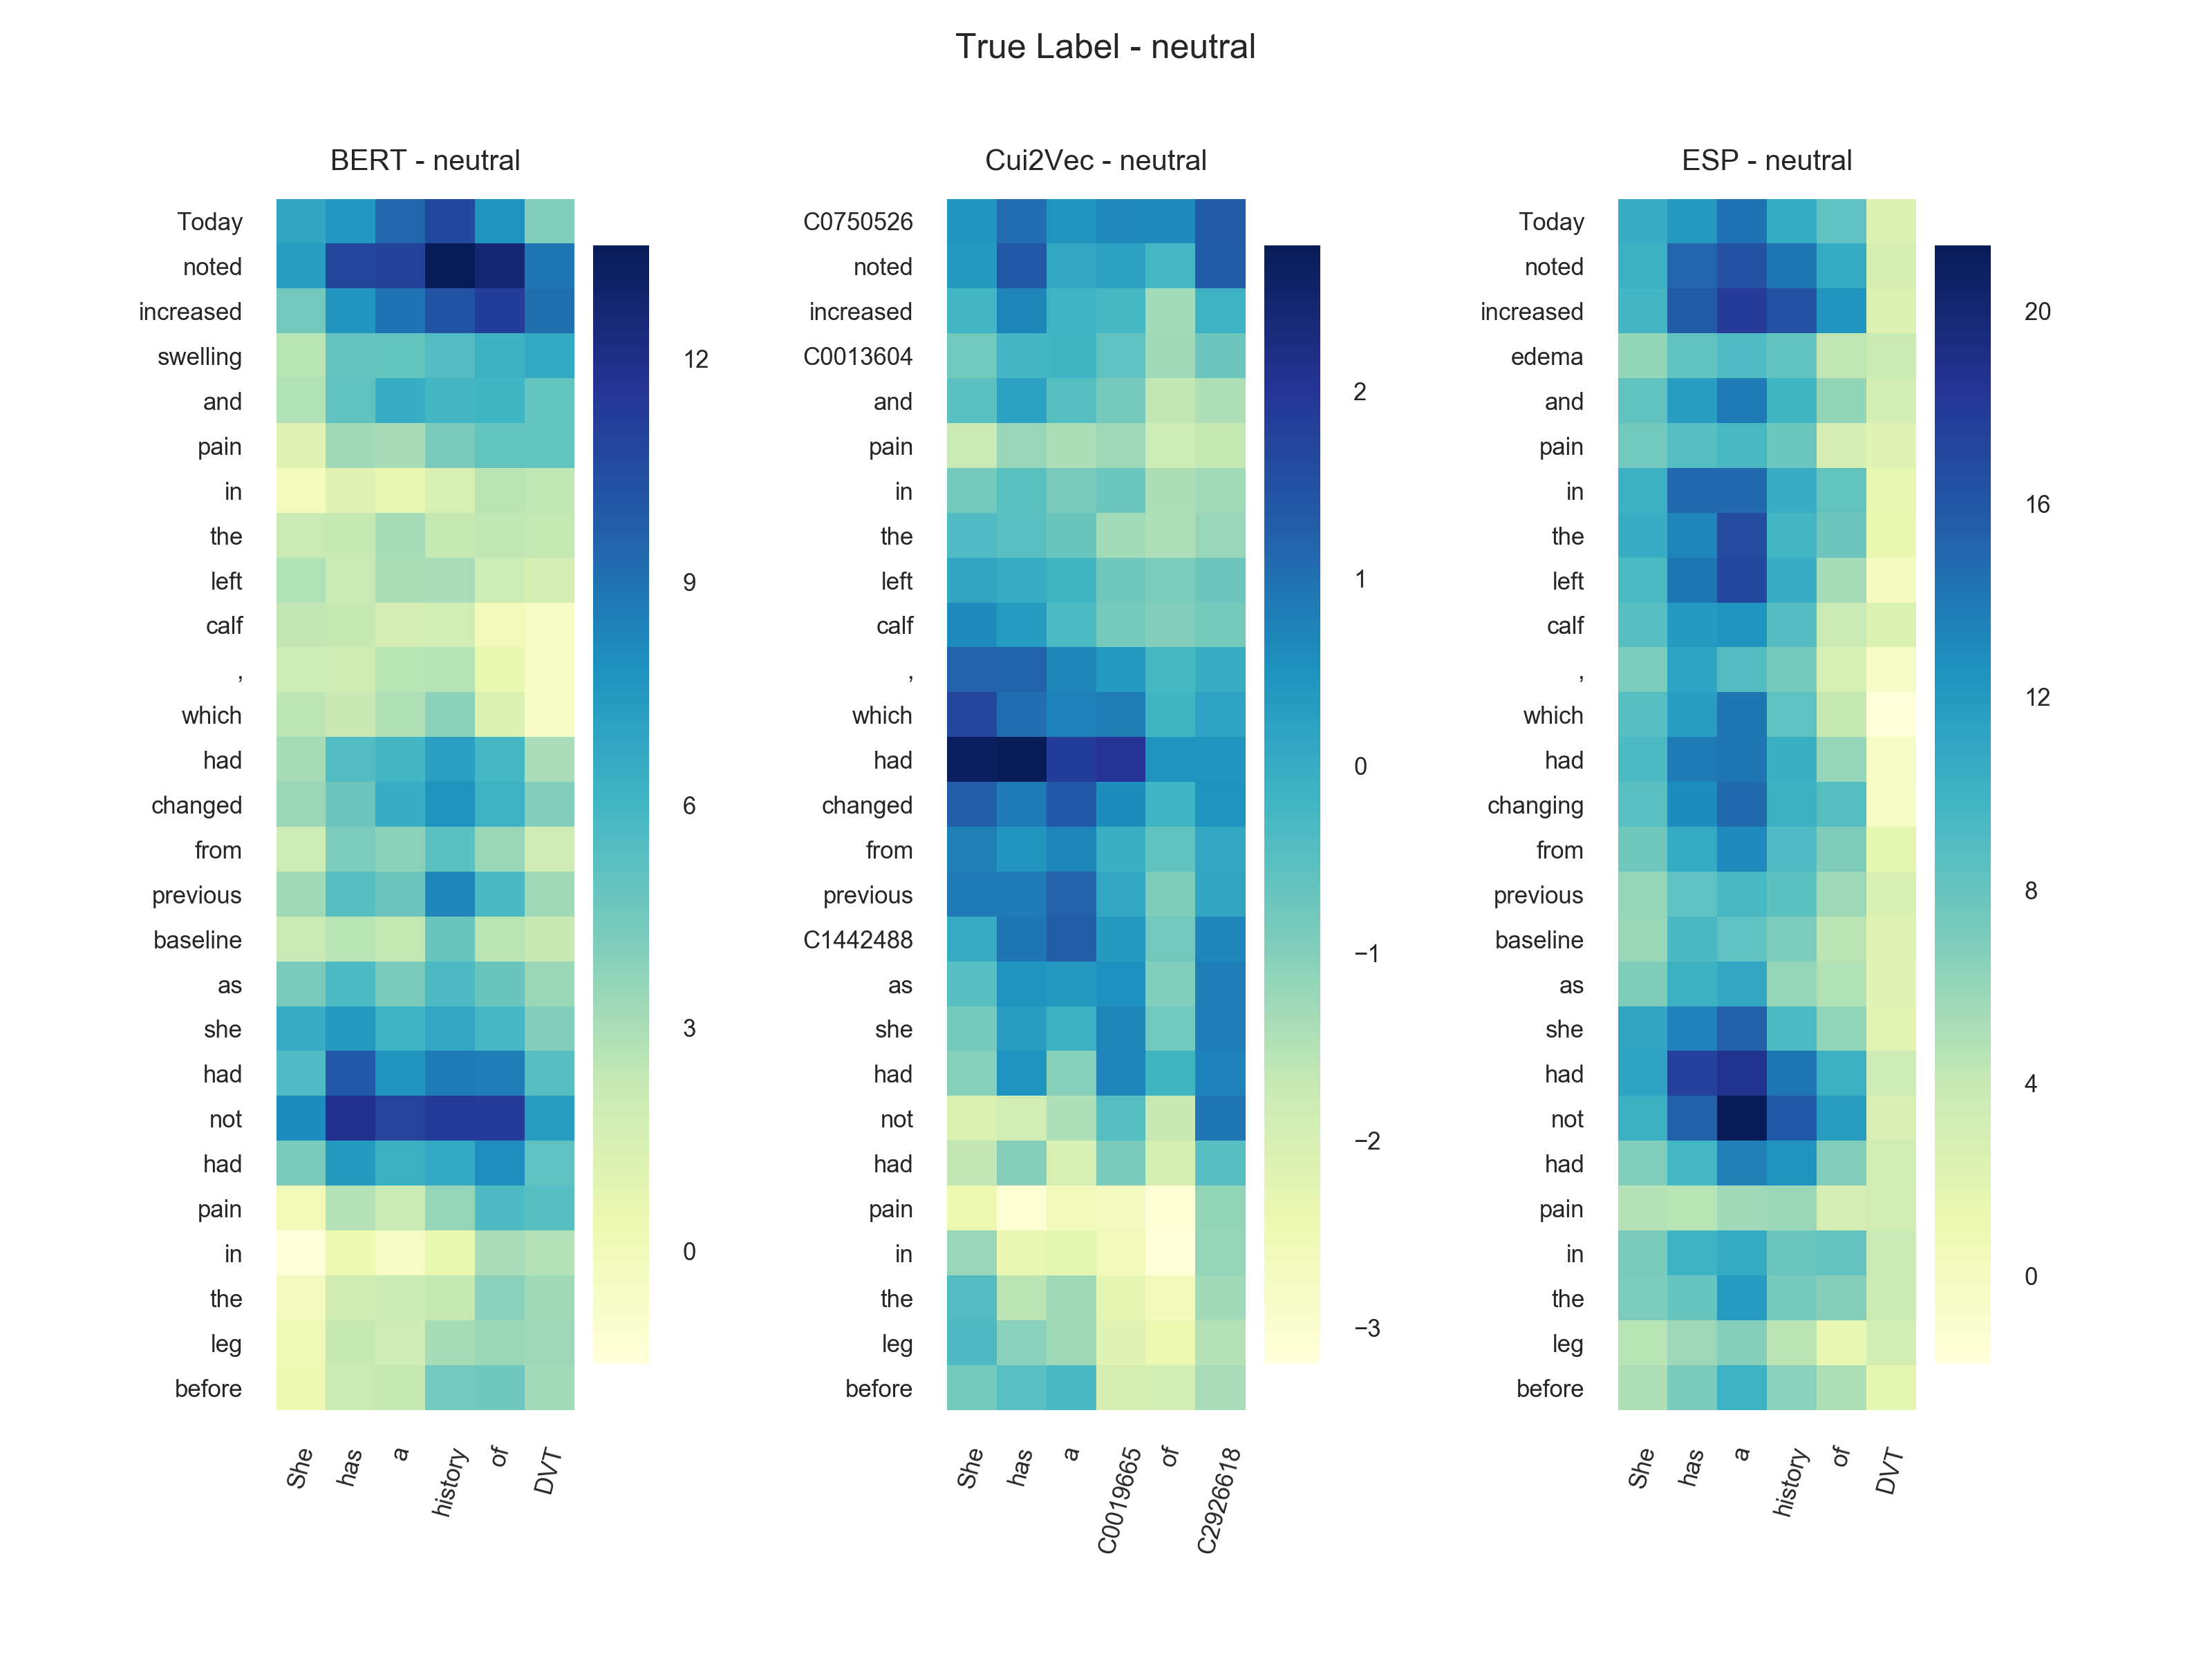 True Label - neutral
BERT - neutral
Today
noted
increased
swelling
and
pain
in
the
left
calf
,
which
had
changed
from
previous
baseline
as
she
had
not
had
pain
in
the
leg
before
She
has
a
history
of
DVT
12
9
6
3
0
Cui2Vec - neutral
C0750526
noted
increased
C0013604
and
pain
in
the
left
calf
,
which
had
changed
from
previous
C1442488
as
she
had
not
had
pain
in
the
leg
before
She
has
a
C0019665
of
C2926618
2
1
0
−1
−2
−3
ESP - neutral
Today
noted
increased
edema
and
pain
in
the
left
calf
,
which
had
changing
from
previous
baseline
as
she
had
not
had
pain
in
the
leg
before
She
has
a
history
of
DVT
20
16
12
8
4
0